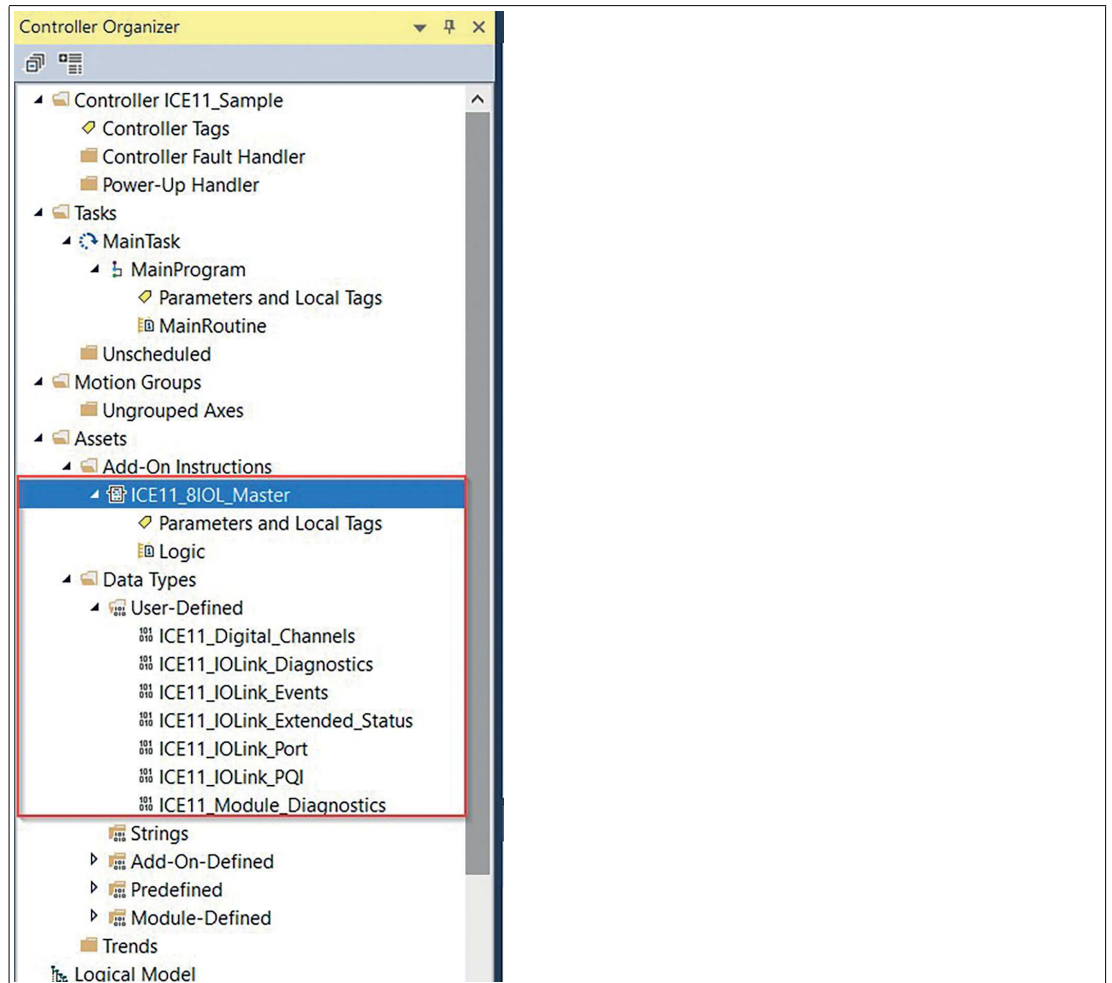 Controller Organizer
Controller ICE11_Sample
Controller Tags
Controller Fault Handler
Power-Up Handler
Tasks
MainTask
MainProgram
Parameters and Local Tags
MainRoutine
Unscheduled
Motion Groups
Ungrouped Axes
Assets
Add-On Instructions
ICE11_8IOL_Master
Parameters and Local Tags
Logic
Data Types
User-Defined
ICE11_Digital_Channels
ICE11_IOLink_Diagnostics
ICE11_IOLink_Events
ICE11_IOLink_Extended_Status
ICE11_IOLink_Port
ICE11_IOLink_PQI
ICE11_Module_Diagnostics
Strings
Add-On-Defined
Predefined
Module-Defined
Trends
Logical Model